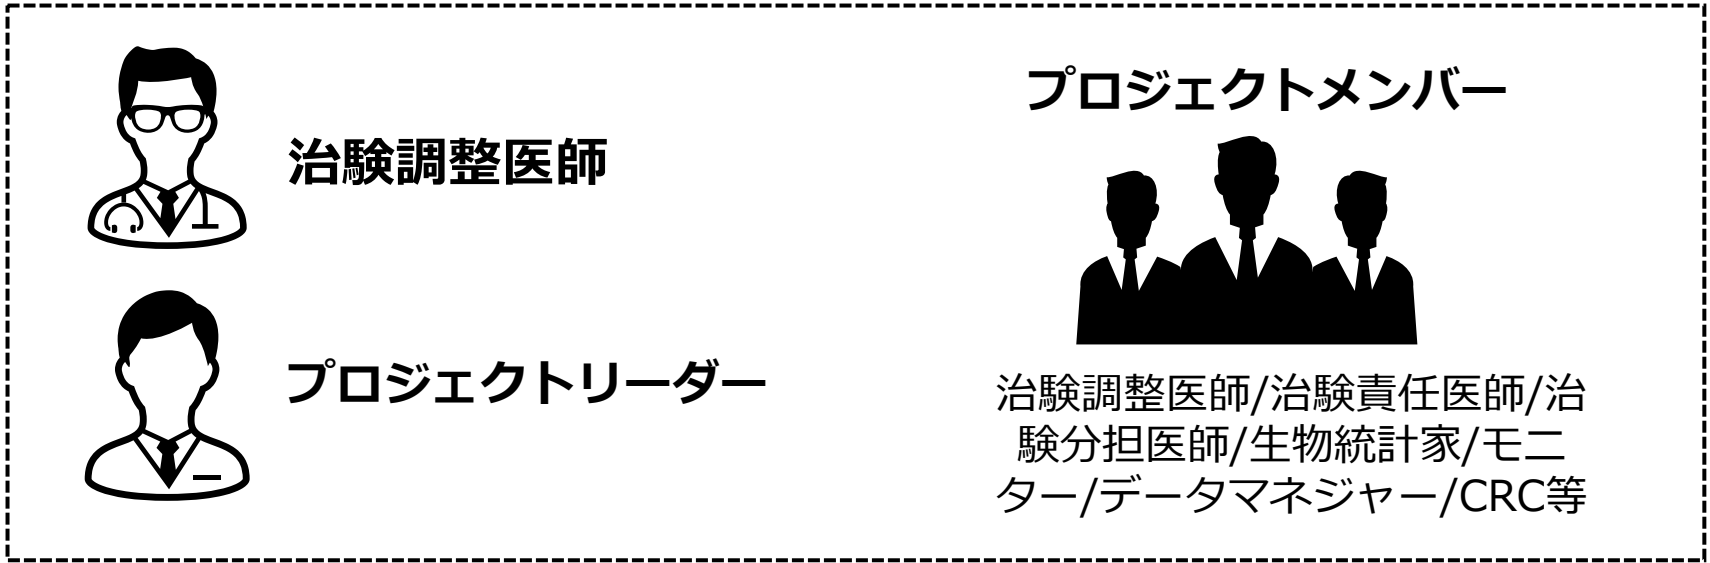 治験調整医師
プロジェクトリーダー
プロジェクトメンバー
治験調整医師/治験責任医師/治
験分担医師/生物統計家/モニ
ター/データマネジャー/CRC等